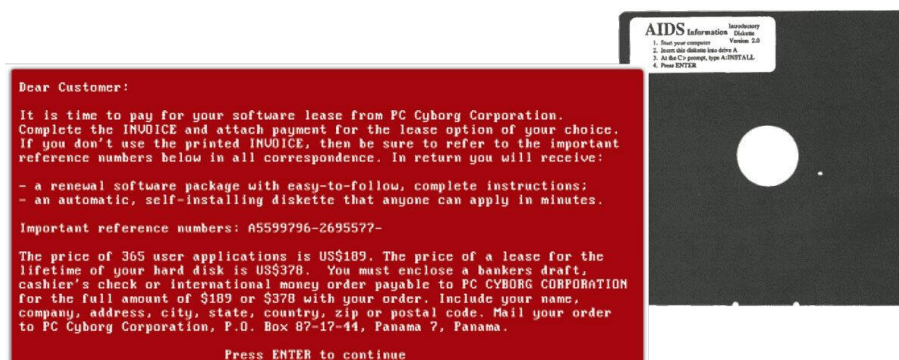 AIDS Information Introductory
Diskette
Version 2.0
1. Start your computer
2. Insert this diskette into drive A
3. At the C> prompt, type A:INSTALL
4. Press ENTER
Dear Customer:
It is time to pay for your software lease from PC Cyborg Corporation.
Complete the INVOICE and attach payment for the lease option of your choice.
If you don't use the printed INVOICE, then be sure to refer to the important
reference numbers below in all correspondence. In return you will receive:
- a renewal software package with easy-to-follow, complete instructions;
- an automatic, self-installing diskette that anyone can apply in minutes.
Important reference numbers: A5599796-2695577-
The price of 365 user applications is US$189. The price of a lease for the
lifetime of your hard disk is US$378. You must enclose a bankers draft,
cashier's check or international money order payable to PC CYBORG CORPORATION
for the full amount of $189 or $378 with your order. Include your name,
company, address, city, state, country, zip or postal code. Mail your order
to PC Cyborg Corporation, P.O. Box 87-17-44, Panama 7, Panama.
Press ENTER to continue